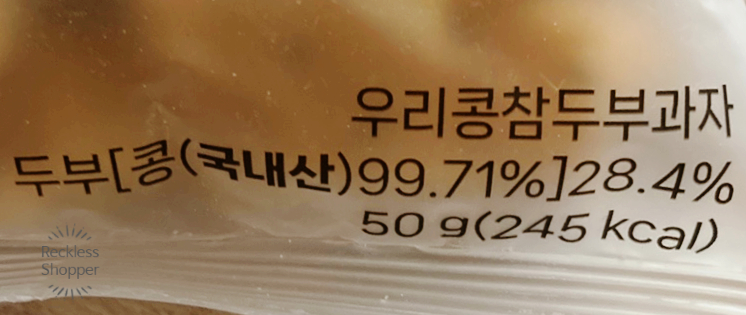 우리콩참두부과자
두부[콩(국내산)99.71%]28.4%
50 g(245 kcal)
Reckless
Shopper